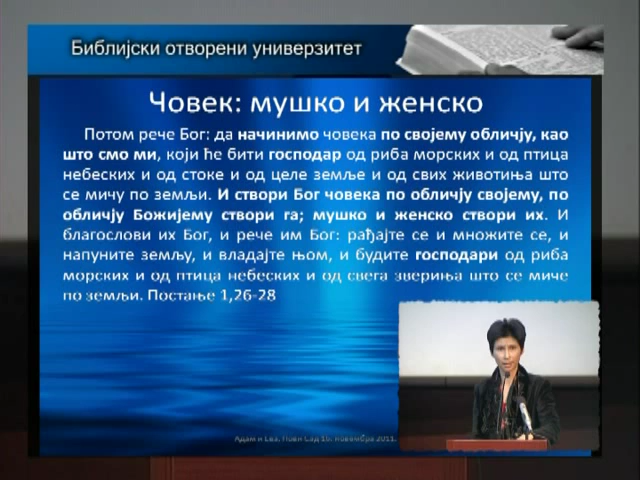 Библијски отворени универзитет
Човек: мушко и женско
Потом рече Бог: да начинимо човека по својему обличју, као
што смо ми, који ће бити господар од риба морских и од птица
небеских и од стоке и од целе земље и од свих животиња што
се мичу по земљи. И створи Бог човека по обличју својему, по
обличју Божијему створи га; мушко и женско створи их. И
благослови их Бог, и рече им Бог: рађајте се и множите се, и
напуните земљу, и владајте њом, и будите господари од риба
морских и од птица небеских и од свега звериња што се миче
по земљи. Постање 1,26-28
Адам и Ева, Нови Сад 16. новембра 2011.